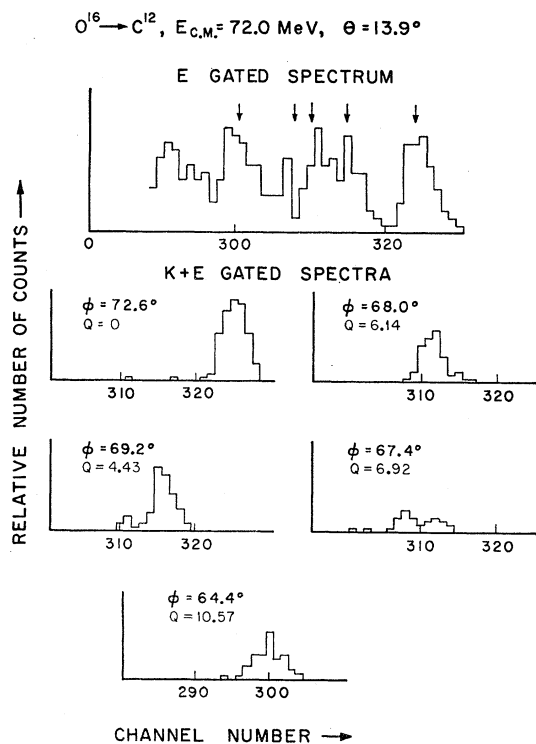 O¹⁶ → C¹², E_C.M. = 72.0 MeV, θ = 13.9°
E GATED SPECTRUM
0 300 320
K+E GATED SPECTRA
RELATIVE NUMBER OF COUNTS →
ϕ = 72.6°
Q = 0
310 320
ϕ = 68.0°
Q = 6.14
310 320
ϕ = 69.2°
Q = 4.43
310 320
ϕ = 67.4°
Q = 6.92
310 320
ϕ = 64.4°
Q = 10.57
290 300
CHANNEL NUMBER →